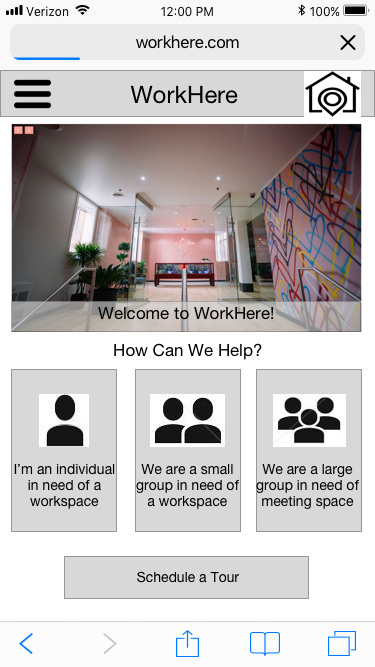 Verizon 12:00 PM 100%
workhere.com
WorkHere
Welcome to WorkHere!
How Can We Help?
I'm an individual
in need of a
workspace
We are a small
group in need of
a workspace
We are a large
group in need of
meeting space
Schedule a Tour